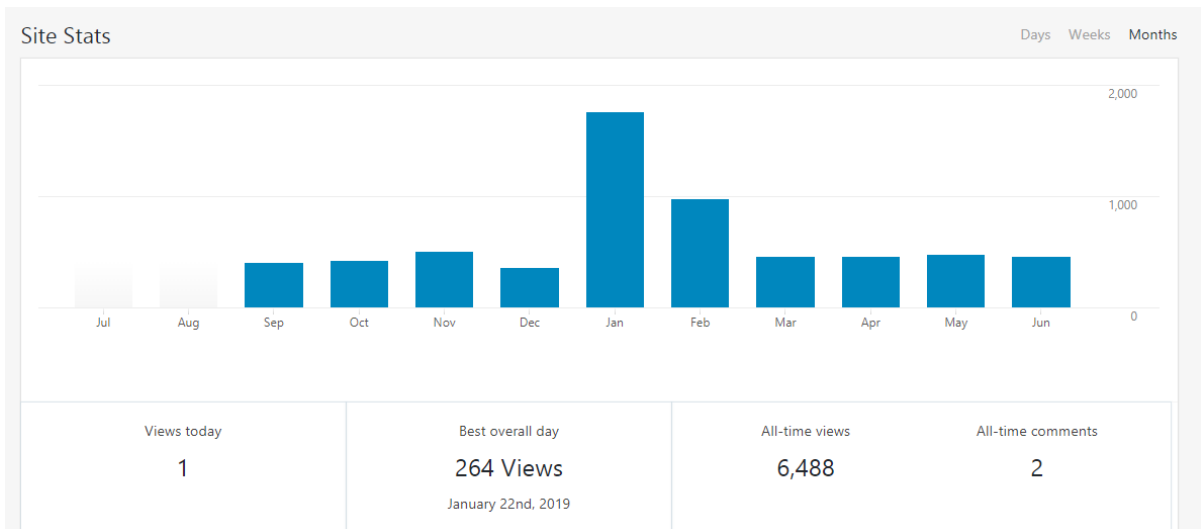 Site Stats
Days Weeks Months
2,000
1,000
0
Jul Aug Sep Oct Nov Dec Jan Feb Mar Apr May Jun
Views today
1
Best overall day
264 Views
January 22nd, 2019
All-time views
6,488
All-time comments
2